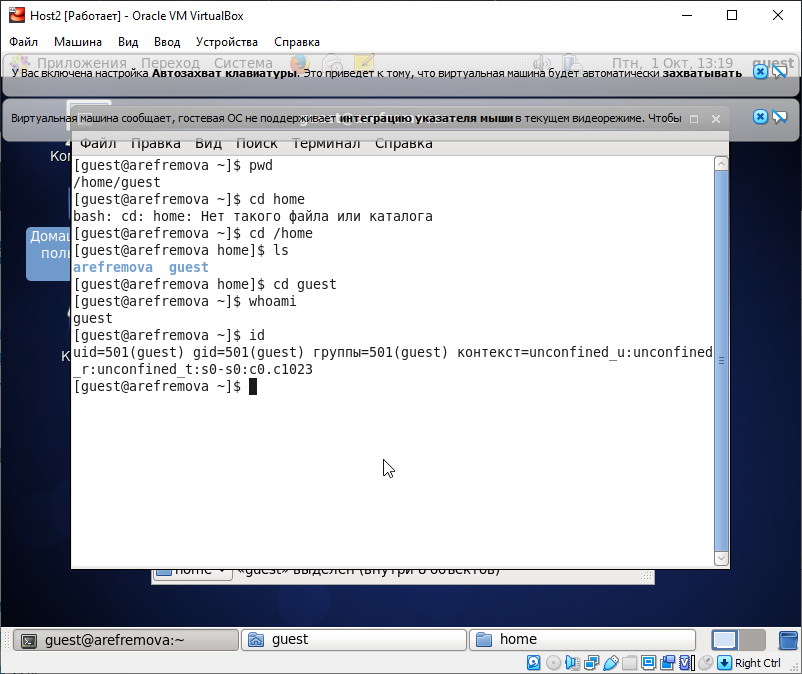 Host2 [Работает] - Oracle VM VirtualBox
Файл Машина Вид Ввод Устройства Справка
Приложения Переход Система Птн, 1 Окт, 13:19 guest
У Вас включена настройка Автозахват клавиатуры. Это приведет к тому, что виртуальная машина будет автоматически захватывать
Виртуальная машина сообщает, гостевая ОС не поддерживает интеграцию указателя мыши в текущем видеорежиме. Чтобы
Файл Правка Вид Поиск Терминал Справка
[guest@arefremova ~]$ pwd
/home/guest
[guest@arefremova ~]$ cd home
bash: cd: home: Нет такого файла или каталога
[guest@arefremova ~]$ cd /home
[guest@arefremova home]$ ls
arefremova guest
[guest@arefremova home]$ cd guest
[guest@arefremova ~]$ whoami
guest
[guest@arefremova ~]$ id
uid=501(guest) gid=501(guest) группы=501(guest) контекст=unconfined_u:unconfined
_r:unconfined_t:s0-s0:c0.c1023
[guest@arefremova ~]$
home «guest» выделен (внутри 8 объектов)
guest@arefremova:~ guest home
Right Ctrl